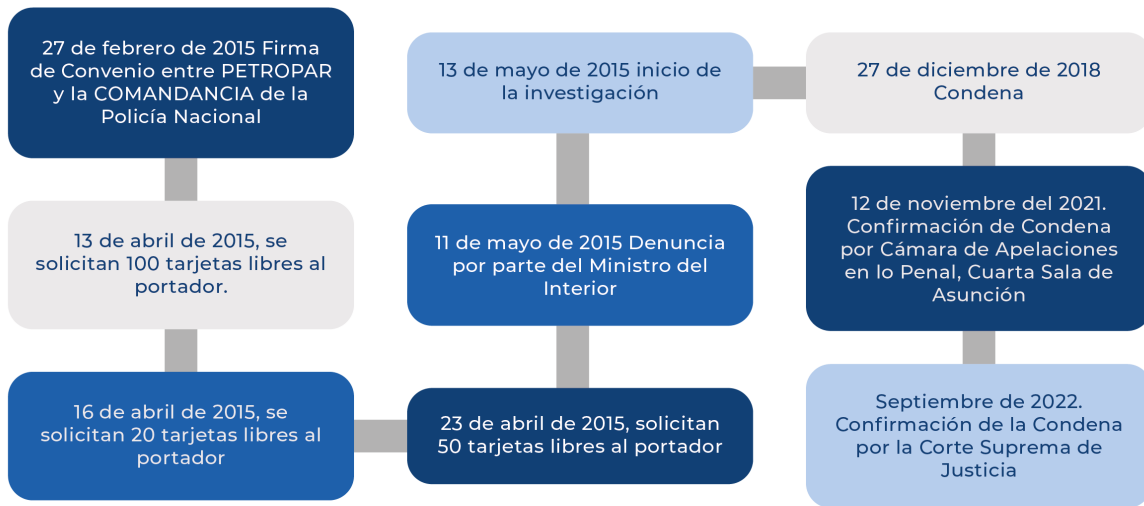 27 de febrero de 2015 Firma
de Convenio entre PETROPAR
y la COMANDANCIA de la
Policía Nacional
13 de abril de 2015, se
solicitan 100 tarjetas libres al
portador.
16 de abril de 2015, se
solicitan 20 tarjetas libres al
portador
23 de abril de 2015, solicitan
50 tarjetas libres al portador
11 de mayo de 2015 Denuncia
por parte del Ministro del
Interior
13 de mayo de 2015 inicio de
la investigación
27 de diciembre de 2018
Condena
12 de noviembre del 2021.
Confirmación de Condena
por Cámara de Apelaciones
en lo Penal, Cuarta Sala de
Asunción
Septiembre de 2022.
Confirmación de la Condena
por la Corte Suprema de
Justicia